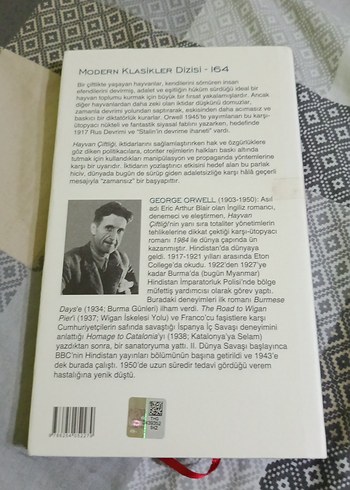 MODERN KLASİKLER DİZİSİ - 164
Bir çiftlikte yaşayan hayvanlar, kendilerini sömüren insan
efendilerini devirmiş, adalet ve eşitliğin hüküm sürdüğü ideal bir
hayvan toplumu kurmak için büyük bir fırsat yakalamışlardır. Ancak
diğer hayvanlardan daha zeki olan iktidar düşkünü domuzlar,
zamanla devrimi yolundan saptırarak, eskisinden daha acımasız ve
baskıcı bir diktatörlük kurarlar. Orwell 1945'te yayımlanan bu karşı-
ütopyacı nükteli ve fantastik siyasal fablını yazarken, hedefinde
1917 Rus Devrimi ve "Stalin'in devrime ihaneti" vardı.
Hayvan Çiftliği, iktidarlarını sağlamlaştırırken hak ve özgürlüklere
göz diken politikacılara, otoriter rejimlerin halkları baskı altında
tutmak için kullandıkları manipülasyon ve propaganda yöntemlerine
karşı bir uyarıdır. İktidarın yozlaştırıcı etkisini hedef alan bu parlak
hiciv, dünyada bugün de sürüp giden adaletsizliğe karşı hâlâ geçerli
mesajıyla "zamansız" bir başyapıttır.
GEORGE ORWELL (1903-1950): Asıl
adı Eric Arthur Blair olan İngiliz romancı,
denemeci ve eleştirmen, Hayvan
Çiftliği'nin yanı sıra totaliter yönetimlerin
tehlikelerine dikkat çektiği karşı-ütopyacı
romanı 1984 ile dünya çapında ün
kazanmıştır. Hindistan'da dünyaya
geldi. 1917-1921 yılları arasında Eton
College'da okudu. 1922'den 1927'ye
kadar Burma'da (bugün Myanmar)
Hindistan İmparatorluk Polisi'nde bölge
müfettiş yardımcısı olarak görev yaptı.
Buradaki deneyimleri ilk romanı Burmese
Days'e (1934; Burma Günleri) ilham verdi. The Road to Wigan
Pier'i (1937; Wigan İskelesi Yolu) ve Franco'cu faşistlere karşı
Cumhuriyetçilerin safında savaştığı İspanya İç Savaşı deneyimini
anlattığı Homage to Catalonia'yı (1938; Katalonya'ya Selam)
yazdıktan sonra, bir sanatoryuma yattı. II. Dünya Savaşı başlayınca
BBC'nin Hindistan yayınları bölümünün başına getirildi ve 1943'e
dek burada çalıştı. 1950'de uzun süredir tedavi gördüğü verem
hastalığına yenik düştü.